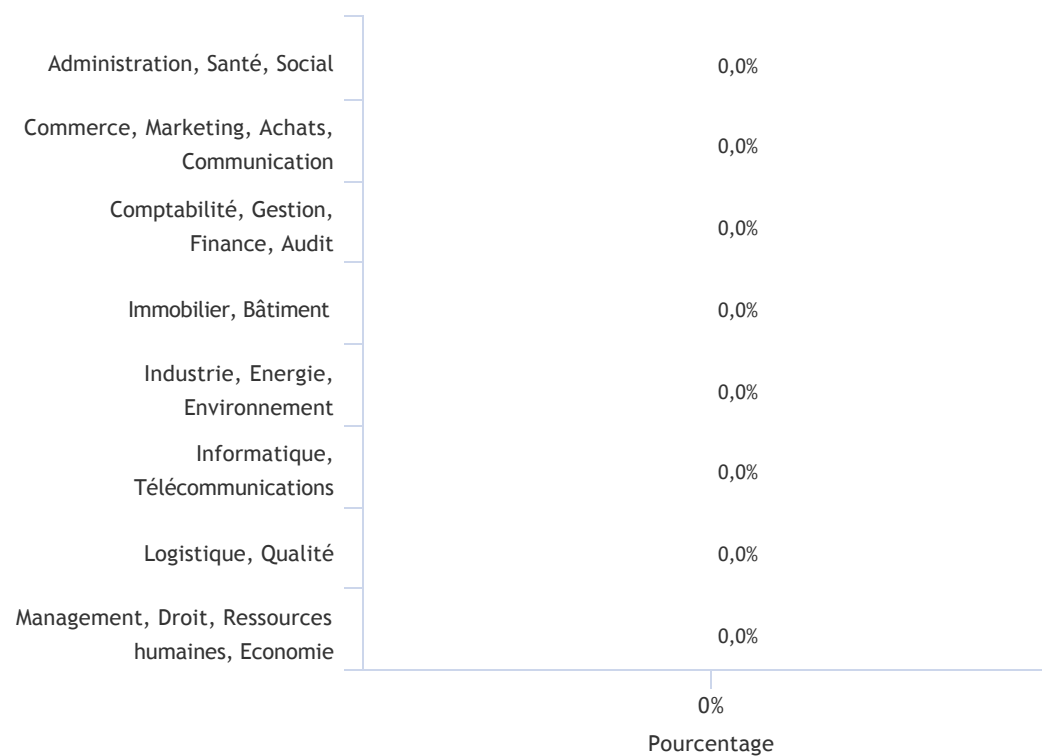 Administration, Santé, Social
0,0%
Commerce, Marketing, Achats,
Communication
0,0%
Comptabilité, Gestion,
Finance, Audit
0,0%
Immobilier, Bâtiment
0,0%
Industrie, Energie,
Environnement
0,0%
Informatique,
Télécommunications
0,0%
Logistique, Qualité
0,0%
Management, Droit, Ressources
humaines, Economie
0,0%
0%
Pourcentage